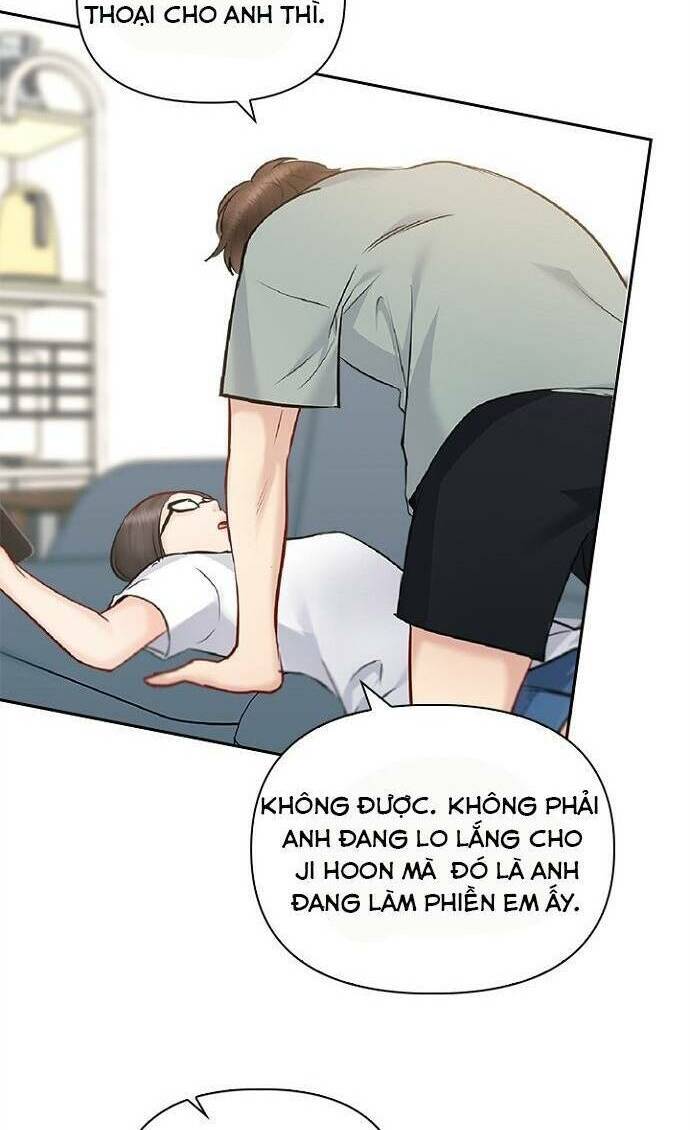 THOẠI CHO ANH THÌ.
KHÔNG ĐƯỢC. KHÔNG PHẢI
ANH ĐANG LO LẮNG CHO
JI HOON MÀ ĐÓ LÀ ANH
ĐANG LÀM PHIỀN EM ẤY.